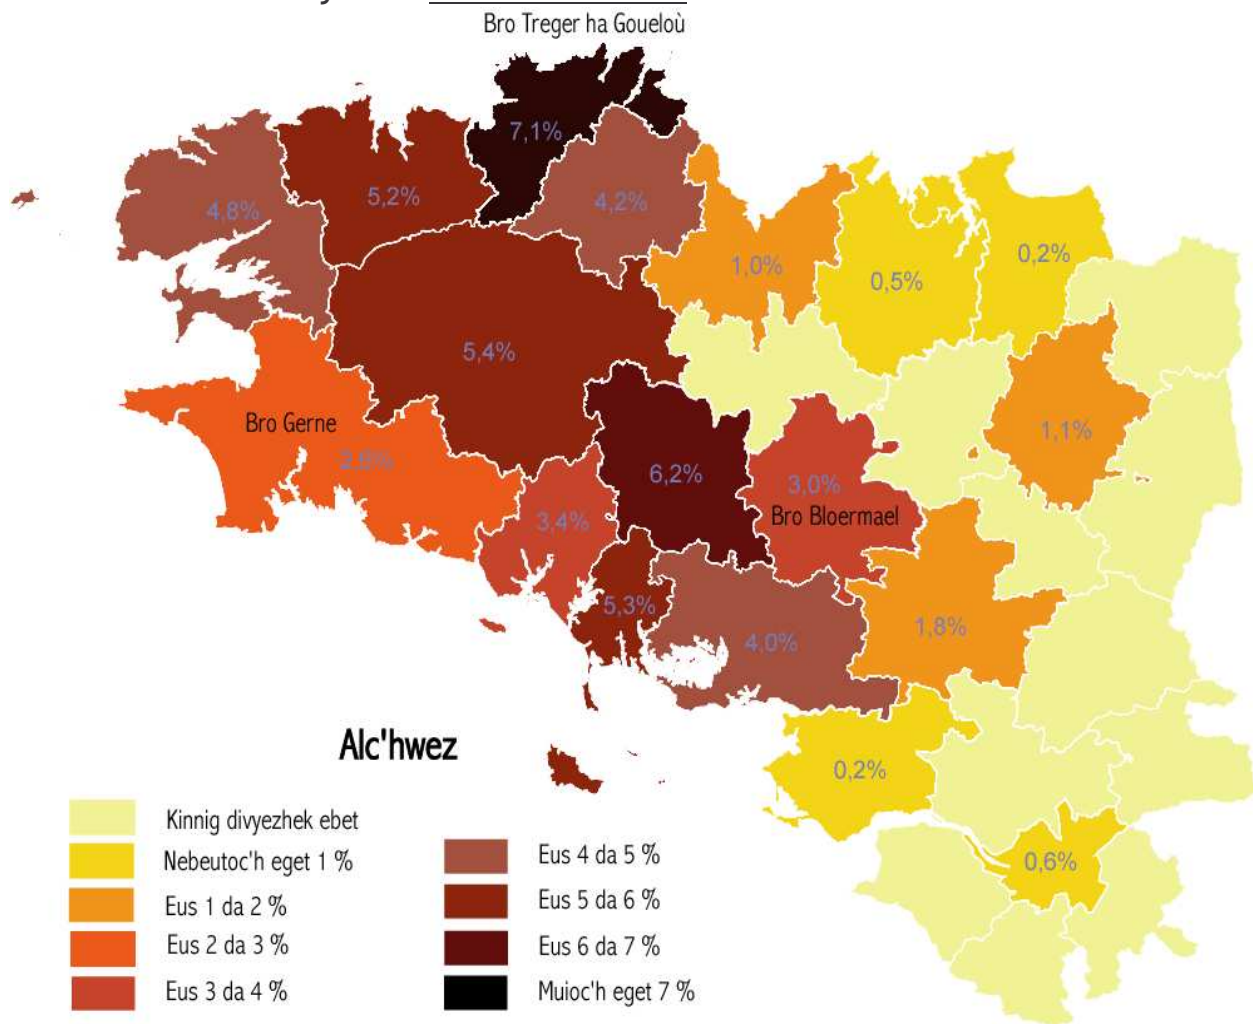 Bro Treger ha Goueloù
7,1%
4,8%
5,2%
4,2%
1,0%
0,5%
0,2%
5,4%
Bro Gerne
6,2%
3,0%
Bro Bloermael
1,1%
3,4%
5,3%
4,0%
1,8%
0,2%
0,6%
Alc'hwez
Kinnig divyezhek ebet
Nebeutoc'h eget 1 %
Eus 1 da 2 %
Eus 2 da 3 %
Eus 3 da 4 %
Eus 4 da 5 %
Eus 5 da 6 %
Eus 6 da 7 %
Muioc'h eget 7 %